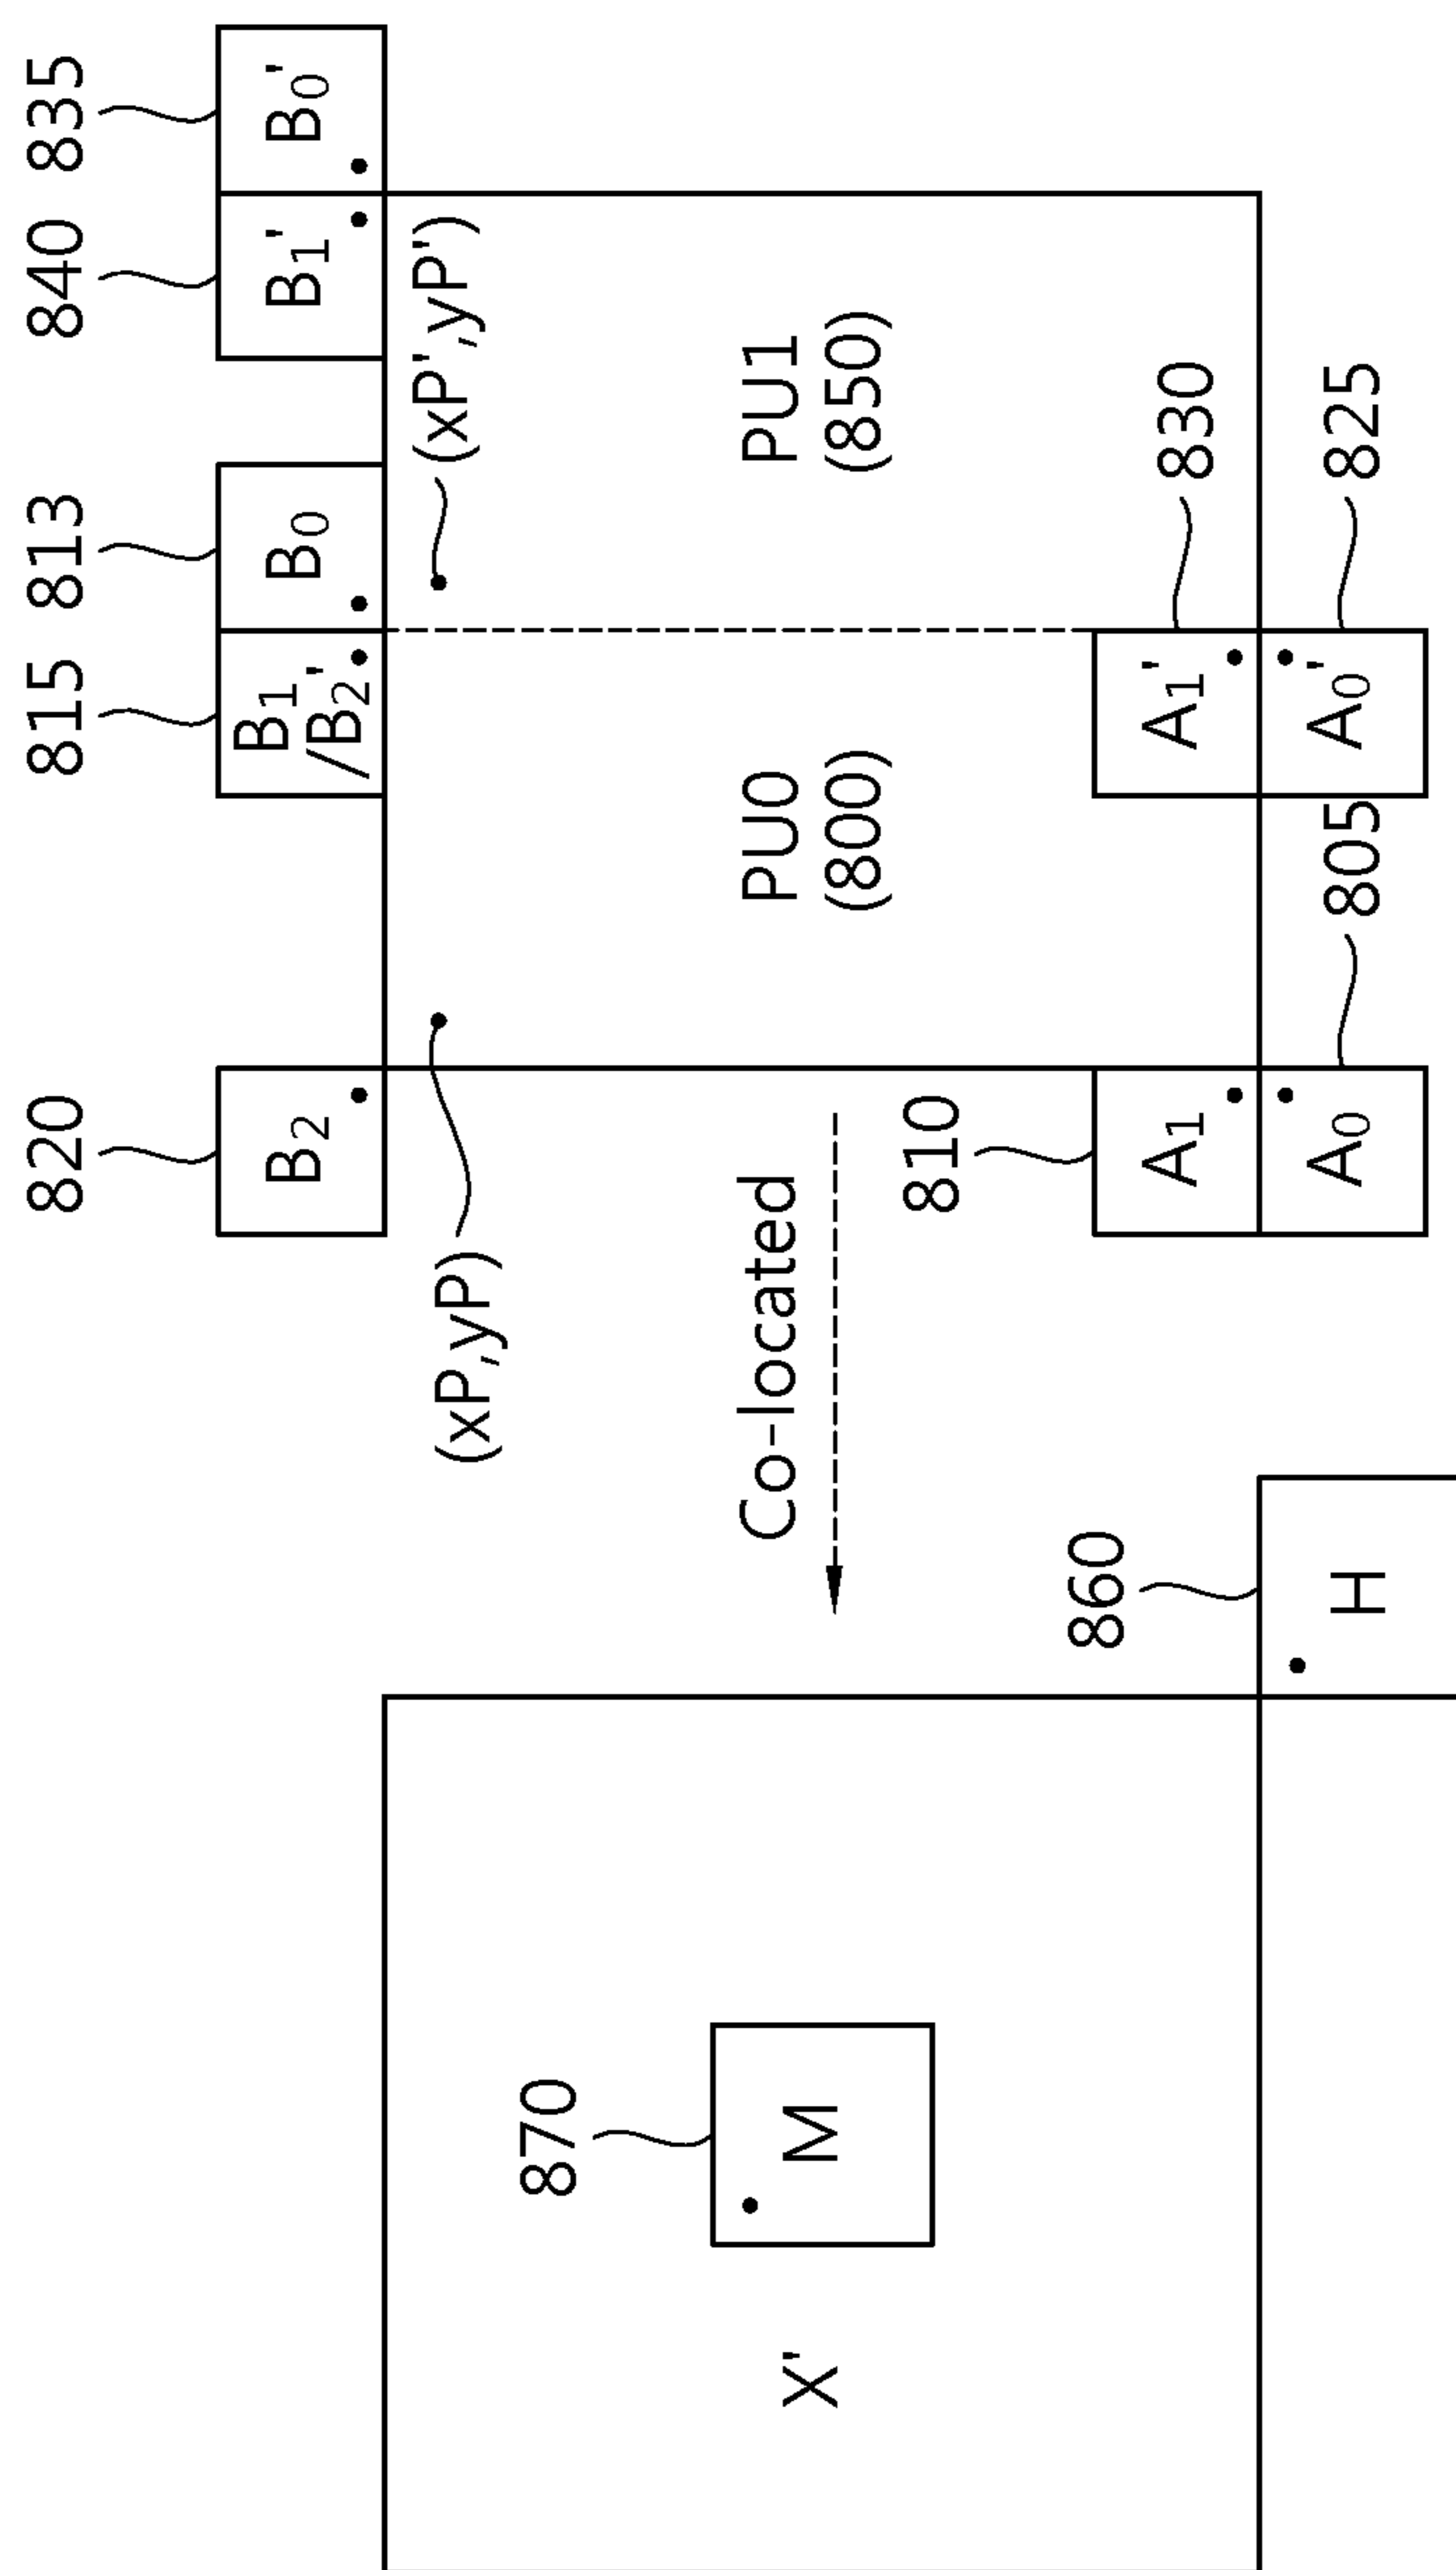 820 815 813 840 835
B₂ B₁ B₀ B₁' B₀'
/B₂'
(xP,yP) (xP',yP')
870
Co-located PU0 PU1
X' M (800) (850)
810
860 A₁ A₁' 830
H A₀ 805 A₀' 825